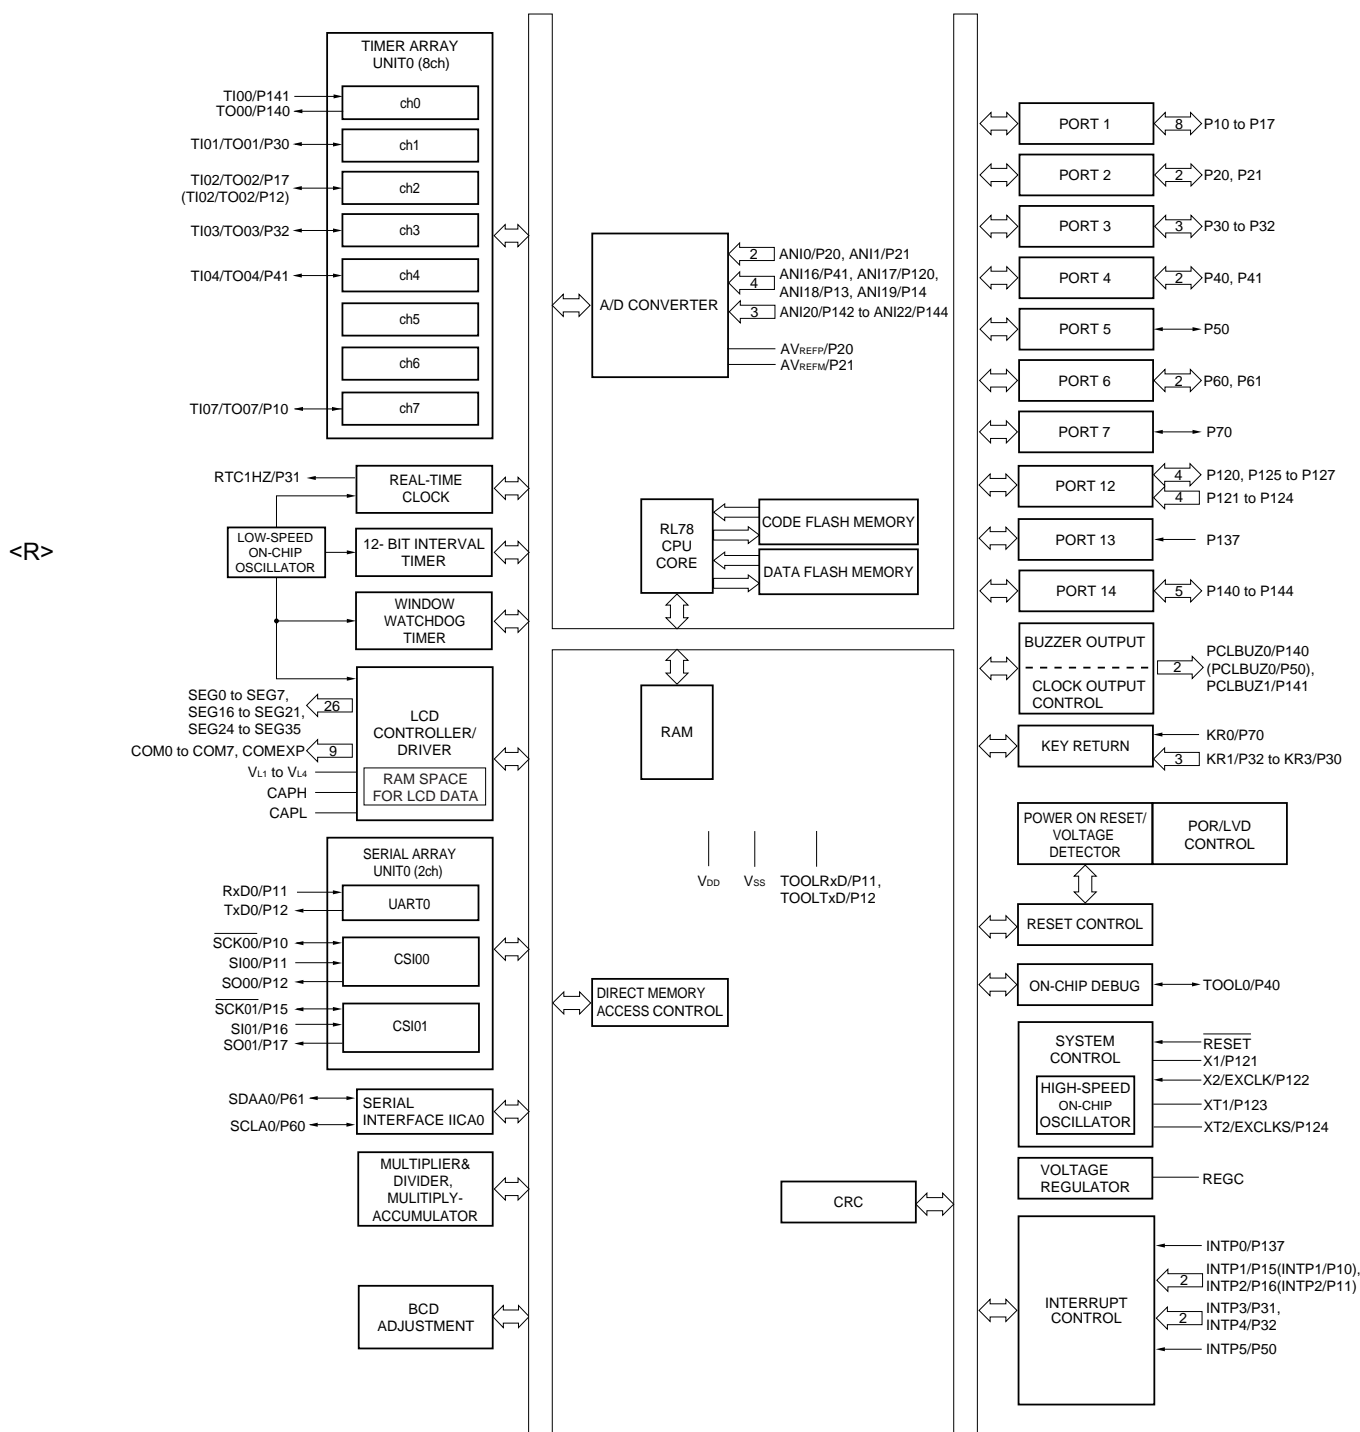 TIMER ARRAY
UNIT0 (8ch)
TI00/P141
TO00/P140
ch0
TI01/TO01/P30
ch1
TI02/TO02/P17
(TI02/TO02/P12)
ch2
TI03/TO03/P32
ch3
TI04/TO04/P41
ch4
ch5
ch6
TI07/TO07/P10
ch7
RTC1HZ/P31
REAL-TIME
CLOCK
<R>
LOW-SPEED
ON-CHIP
OSCILLATOR
12- BIT INTERVAL
TIMER
WINDOW
WATCHDOG
TIMER
SEG0 to SEG7,
SEG16 to SEG21,
SEG24 to SEG35
26
COM0 to COM7, COMEXP
9
VL1 to VL4
CAPH
CAPL
LCD
CONTROLLER/
DRIVER
RAM SPACE
FOR LCD DATA
SERIAL ARRAY
UNIT0 (2ch)
RxD0/P11
TxD0/P12
UART0
SCK00/P10
SI00/P11
SO00/P12
CSI00
SCK01/P15
SI01/P16
SO01/P17
CSI01
SDAA0/P61
SCLA0/P60
SERIAL
INTERFACE IICA0
MULTIPLIER&
DIVIDER,
MULITIPLY-
ACCUMULATOR
BCD
ADJUSTMENT
A/D CONVERTER
2
ANI0/P20, ANI1/P21
4
ANI16/P41, ANI17/P120,
ANI18/P13, ANI19/P14
3
ANI20/P142 to ANI22/P144
AVREFP/P20
AVREFM/P21
RL78
CPU
CORE
CODE FLASH MEMORY
DATA FLASH MEMORY
RAM
VDD
VSS
TOOLRxD/P11,
TOOLTxD/P12
DIRECT MEMORY
ACCESS CONTROL
CRC
PORT 1
8
P10 to P17
PORT 2
2
P20, P21
PORT 3
3
P30 to P32
PORT 4
2
P40, P41
PORT 5
P50
PORT 6
2
P60, P61
PORT 7
P70
PORT 12
4
P120, P125 to P127
4
P121 to P124
PORT 13
P137
PORT 14
5
P140 to P144
BUZZER OUTPUT
CLOCK OUTPUT
CONTROL
2
PCLBUZ0/P140
(PCLBUZ0/P50),
PCLBUZ1/P141
KEY RETURN
KR0/P70
3
KR1/P32 to KR3/P30
POWER ON RESET/
VOLTAGE
DETECTOR
POR/LVD
CONTROL
RESET CONTROL
ON-CHIP DEBUG
TOOL0/P40
SYSTEM
CONTROL
HIGH-SPEED
ON-CHIP
OSCILLATOR
RESET
X1/P121
X2/EXCLK/P122
XT1/P123
XT2/EXCLKS/P124
VOLTAGE
REGULATOR
REGC
INTERRUPT
CONTROL
INTP0/P137
2
INTP1/P15(INTP1/P10),
INTP2/P16(INTP2/P11)
2
INTP3/P31,
INTP4/P32
INTP5/P50